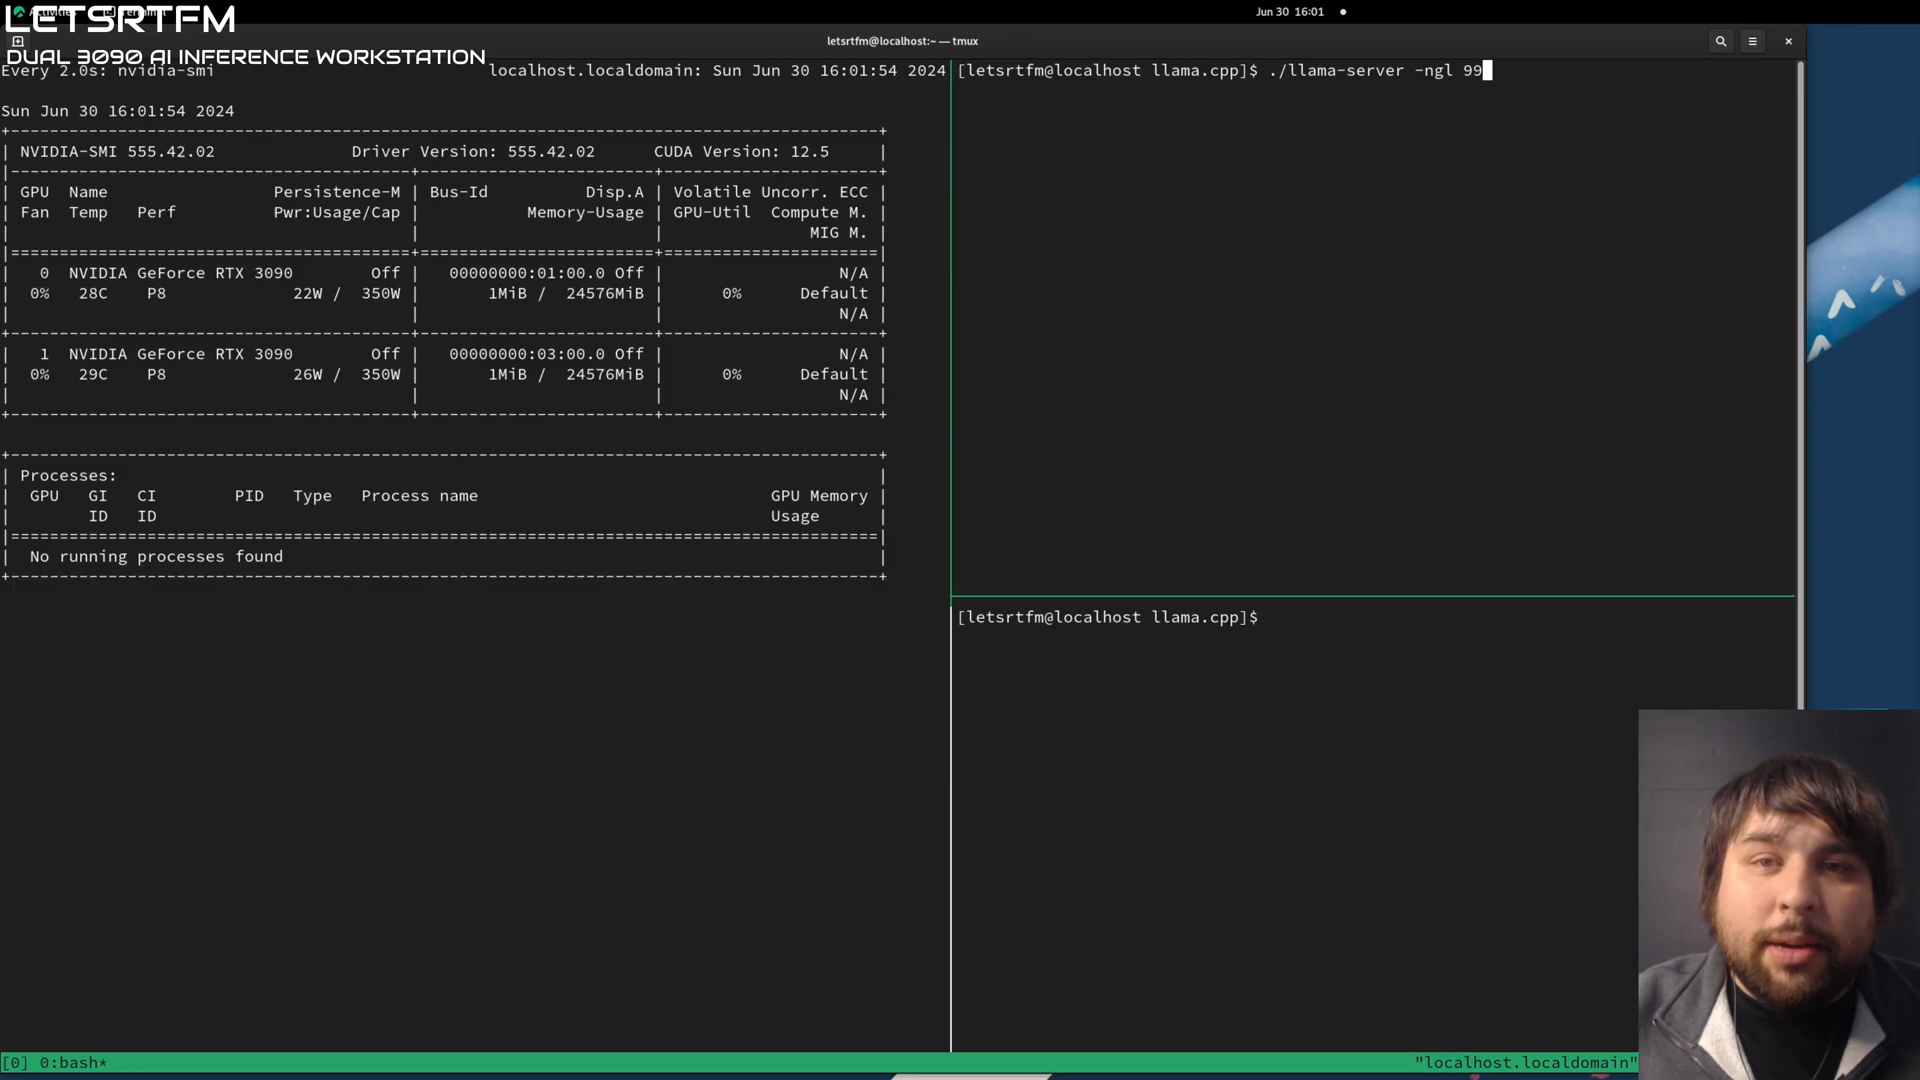 LETSRTFM
Jun 30 16:01
letsrtfm@localhost:~ — tmux
DUAL 3090 AI INFERENCE WORKSTATION
Every 2.0s: nvidia-smi localhost.localdomain: Sun Jun 30 16:01:54 2024
Sun Jun 30 16:01:54 2024
NVIDIA-SMI 555.42.02 Driver Version: 555.42.02 CUDA Version: 12.5
GPU Name Persistence-M | Bus-Id Disp.A | Volatile Uncorr. ECC
Fan Temp Perf Pwr:Usage/Cap | Memory-Usage | GPU-Util Compute M.
MIG M.
0 NVIDIA GeForce RTX 3090 Off | 00000000:01:00.0 Off | N/A
0% 28C P8 22W / 350W | 1MiB / 24576MiB | 0% Default
N/A
1 NVIDIA GeForce RTX 3090 Off | 00000000:03:00.0 Off | N/A
0% 29C P8 26W / 350W | 1MiB / 24576MiB | 0% Default
N/A
Processes:
GPU GI CI PID Type Process name GPU Memory
ID ID Usage
No running processes found
[letsrtfm@localhost llama.cpp]$ ./llama-server -ngl 99
[letsrtfm@localhost llama.cpp]$
[0] 0:bash* "localhost.localdomain"